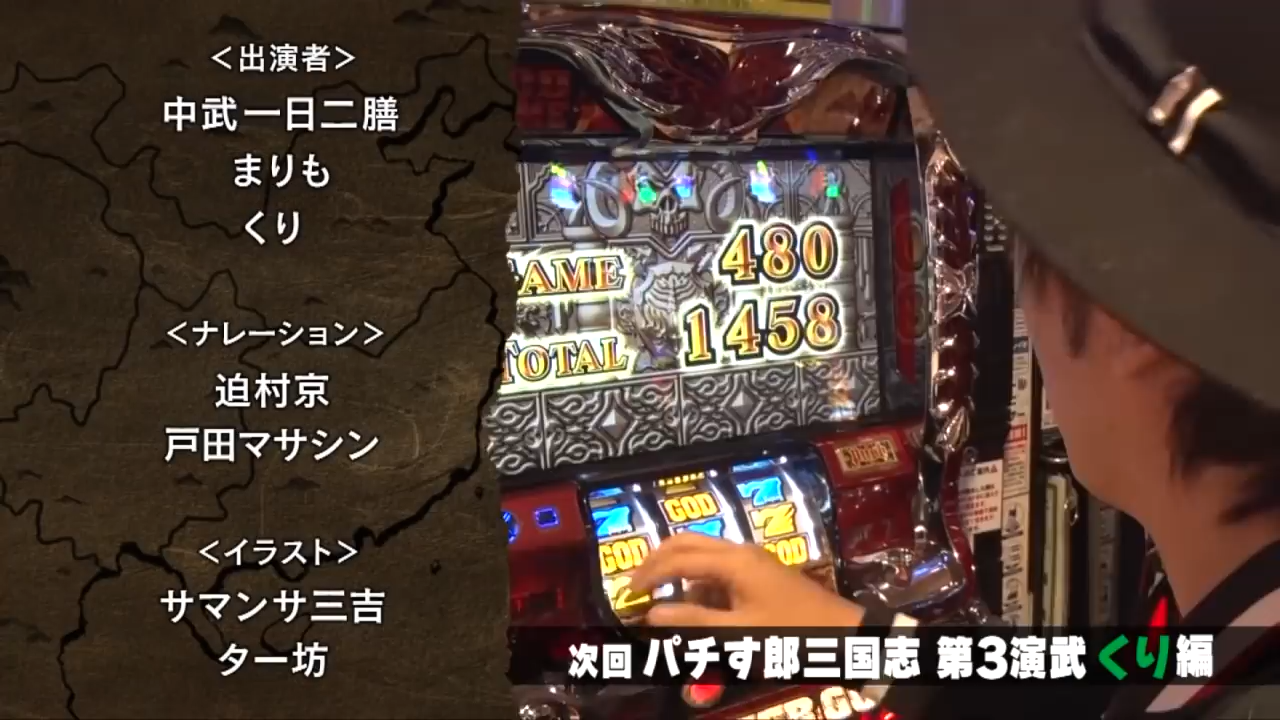 <出演者>
中武一日二膳
まりも
くり
<ナレーション>
迫村京
戸田マサシン
<イラスト>
サマンサ三吉
ター坊
GAME 480
TOTAL 1458
GOD
GOD
GOD
次回 パチす郎三国志 第3演武 くり編